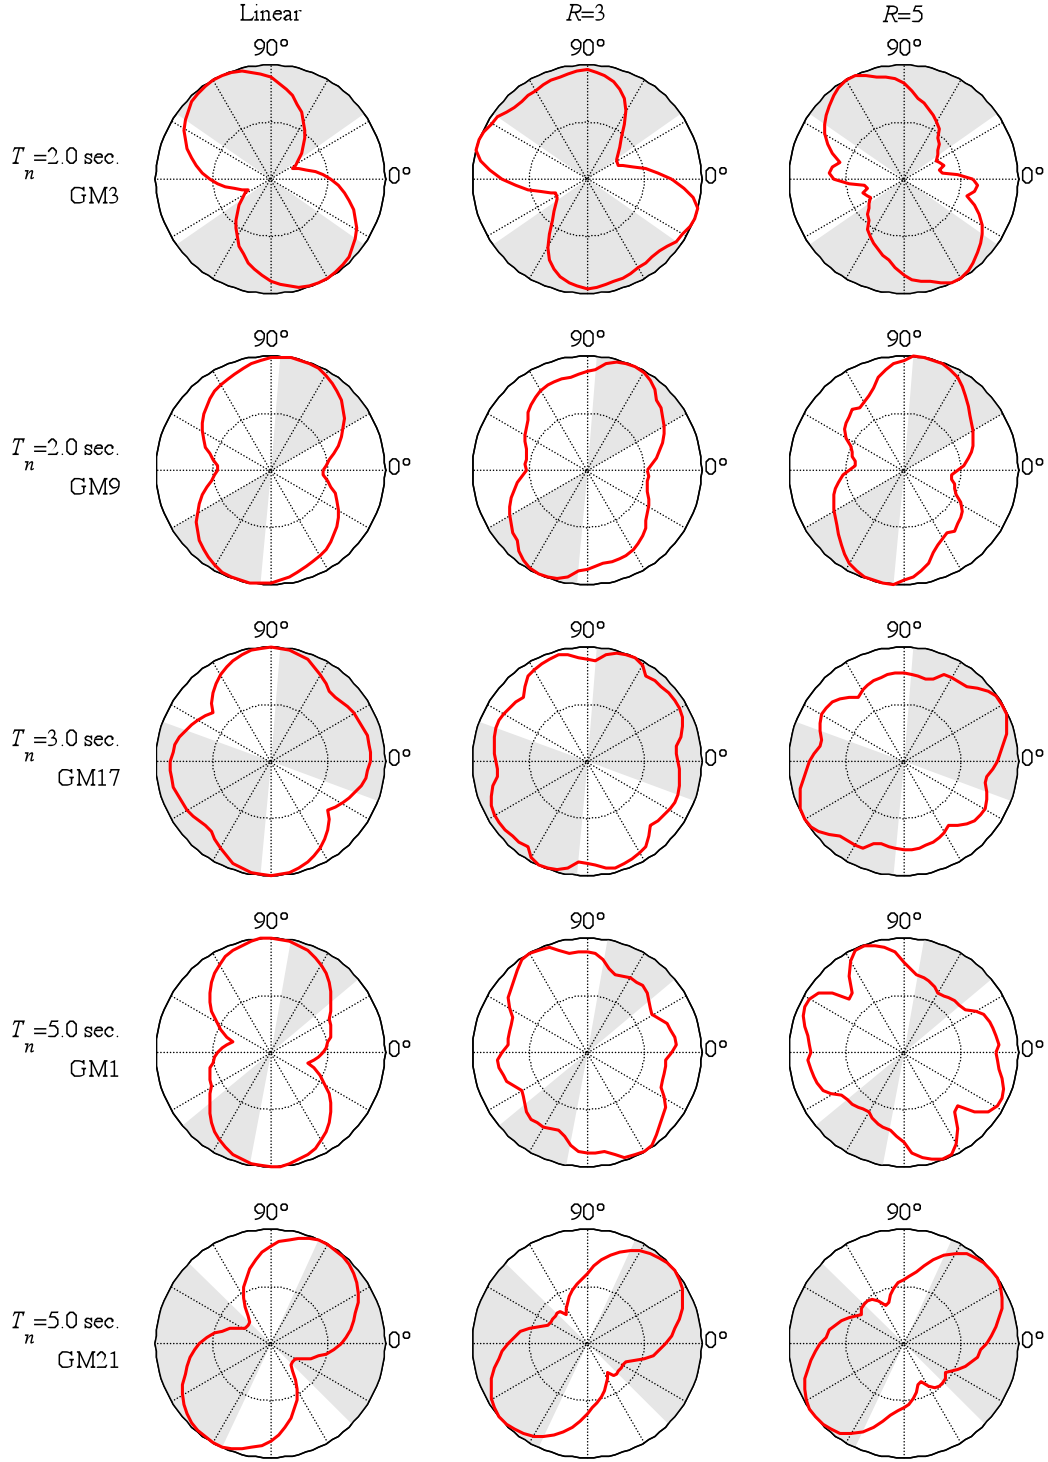 Linear R=3 R=5
90° 90° 90°
Tn=2.0 sec. 0° 0° 0°
GM3
90° 90° 90°
Tn=2.0 sec. 0° 0° 0°
GM9
90° 90° 90°
Tn=3.0 sec. 0° 0° 0°
GM17
90° 90° 90°
Tn=5.0 sec. 0° 0° 0°
GM1
90° 90° 90°
Tn=5.0 sec. 0° 0° 0°
GM21